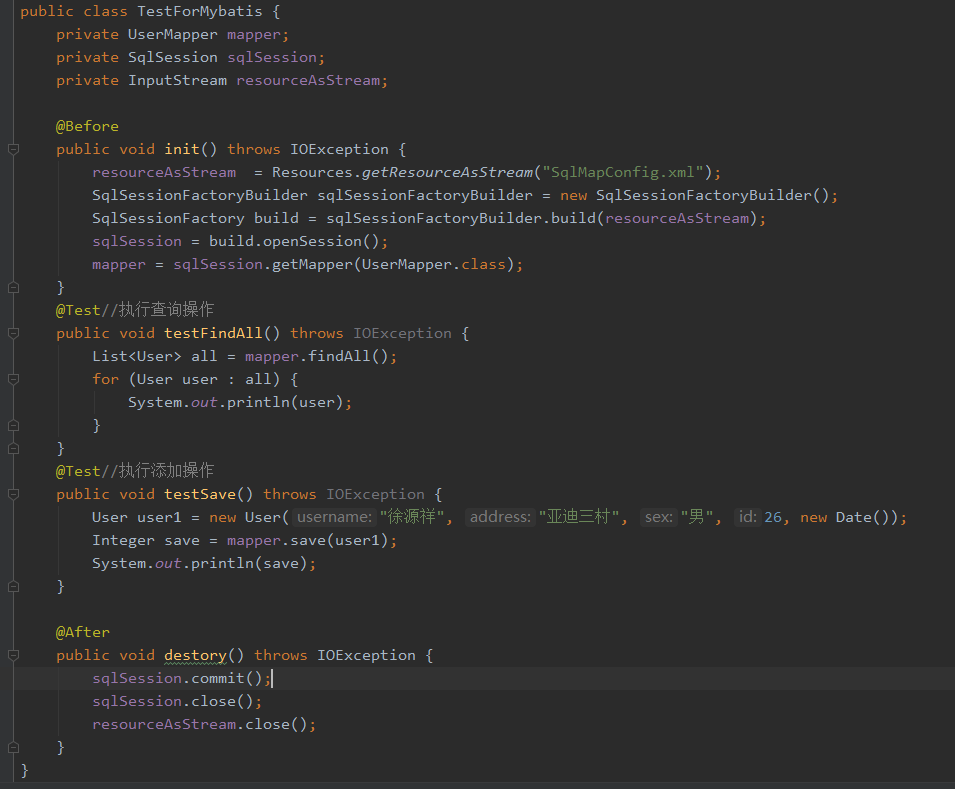 public class TestForMybatis {
    private UserMapper mapper;
    private SqlSession sqlSession;
    private InputStream resourceAsStream;
    @Before
    public void init() throws IOException {
        resourceAsStream  = Resources.getResourceAsStream("SqlMapConfig.xml");
        SqlSessionFactoryBuilder sqlSessionFactoryBuilder = new SqlSessionFactoryBuilder();
        SqlSessionFactory build = sqlSessionFactoryBuilder.build(resourceAsStream);
        sqlSession = build.openSession();
        mapper = sqlSession.getMapper(UserMapper.class);
    }
    @Test//执行查询操作
    public void testFindAll() throws IOException {
        List<User> all = mapper.findAll();
        for (User user : all) {
            System.out.println(user);
        }
    }
    @Test//执行添加操作
    public void testSave() throws IOException {
        User user1 = new User( username: "徐源祥", address: "亚迪三村", sex: "男", id: 26, new Date());
        Integer save = mapper.save(user1);
        System.out.println(save);
    }
    @After
    public void destory() throws IOException {
        sqlSession.commit();
        sqlSession.close();
        resourceAsStream.close();
    }
}